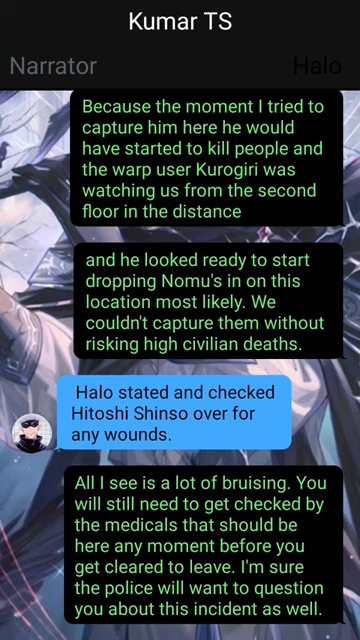 Kumar TS
Narrator
Halo
Because the moment I tried to
capture him here he would
have started to kill people and
the warp user Kurogiri was
watching us from the second
floor in the distance
and he looked ready to start
dropping Nomu's in on this
location most likely. We
couldn't capture them without
risking high civilian deaths.
Halo stated and checked
Hitoshi Shinso over for
any wounds.
All I see is a lot of bruising. You
will still need to get checked by
the medicals that should be
here any moment before you
get cleared to leave. I'm sure
the police will want to question
you about this incident as well.